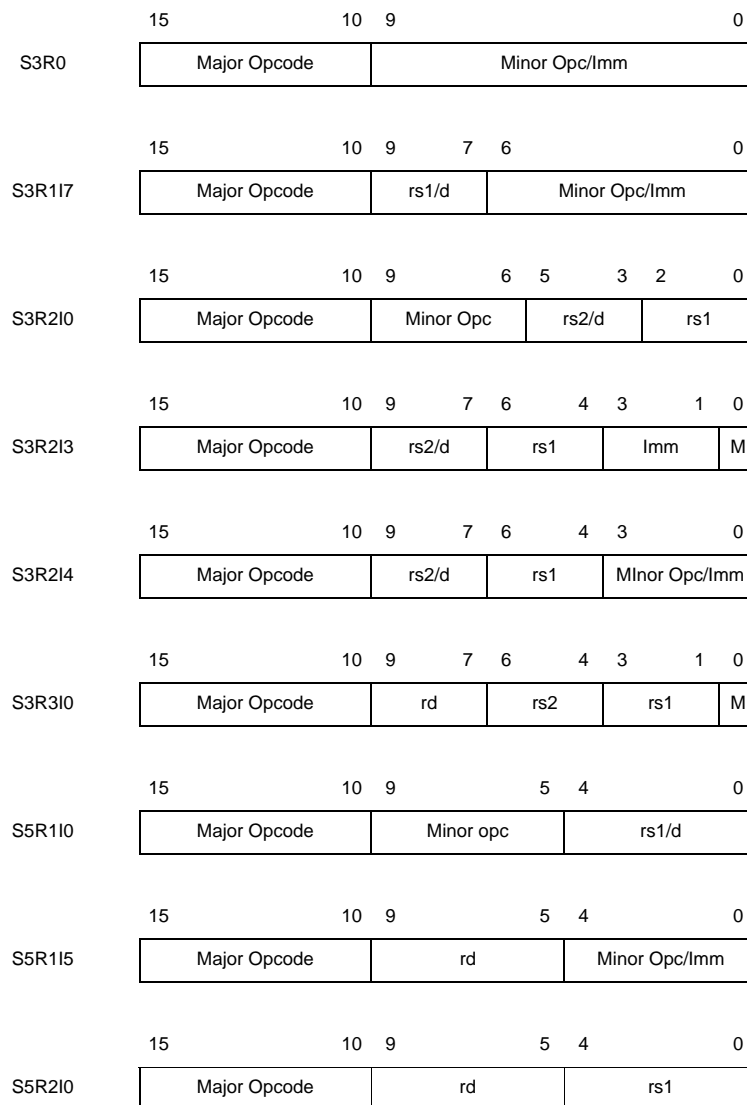 15 10 9 0
S3R0 Major Opcode Minor Opc/Imm
15 10 9 7 6 0
S3R1I7 Major Opcode rs1/d Minor Opc/Imm
15 10 9 6 5 3 2 0
S3R2I0 Major Opcode Minor Opc rs2/d rs1
15 10 9 7 6 4 3 1 0
S3R2I3 Major Opcode rs2/d rs1 Imm M
15 10 9 7 6 4 3 0
S3R2I4 Major Opcode rs2/d rs1 MInor Opc/Imm
15 10 9 7 6 4 3 1 0
S3R3I0 Major Opcode rd rs2 rs1 M
15 10 9 5 4 0
S5R1I0 Major Opcode Minor opc rs1/d
15 10 9 5 4 0
S5R1I5 Major Opcode rd Minor Opc/Imm
15 10 9 5 4 0
S5R2I0 Major Opcode rd rs1